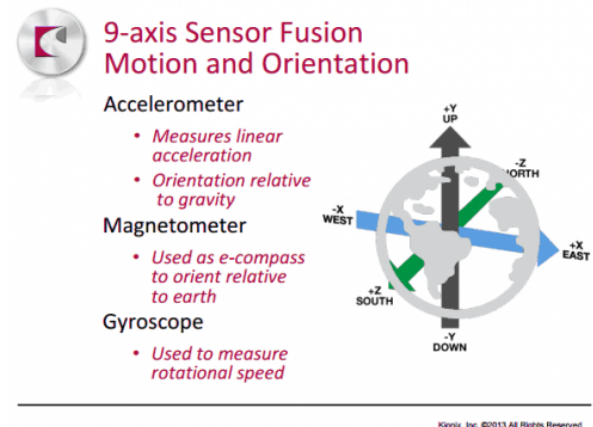 9-axis Sensor Fusion
Motion and Orientation
Accelerometer
• Measures linear
acceleration
• Orientation relative
to gravity
Magnetometer
• Used as e-compass
to orient relative
to earth
Gyroscope
• Used to measure
rotational speed
+Y
UP
-Z
NORTH
-X
WEST
+X
EAST
+Z
SOUTH
-Y
DOWN
Kionix, Inc. ©2013 All Rights Reserved